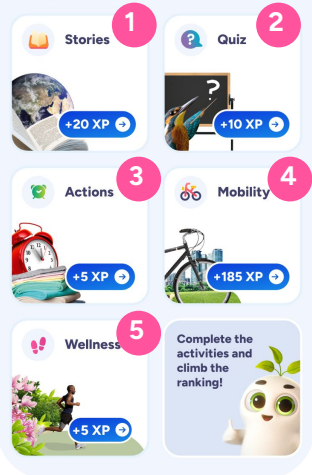 1
Stories
+20 XP
2
Quiz
?
?
+10 XP
3
Actions
+5 XP
4
Mobility
+185 XP
5
Wellness
+5 XP
Complete the
activities and
climb the
ranking!